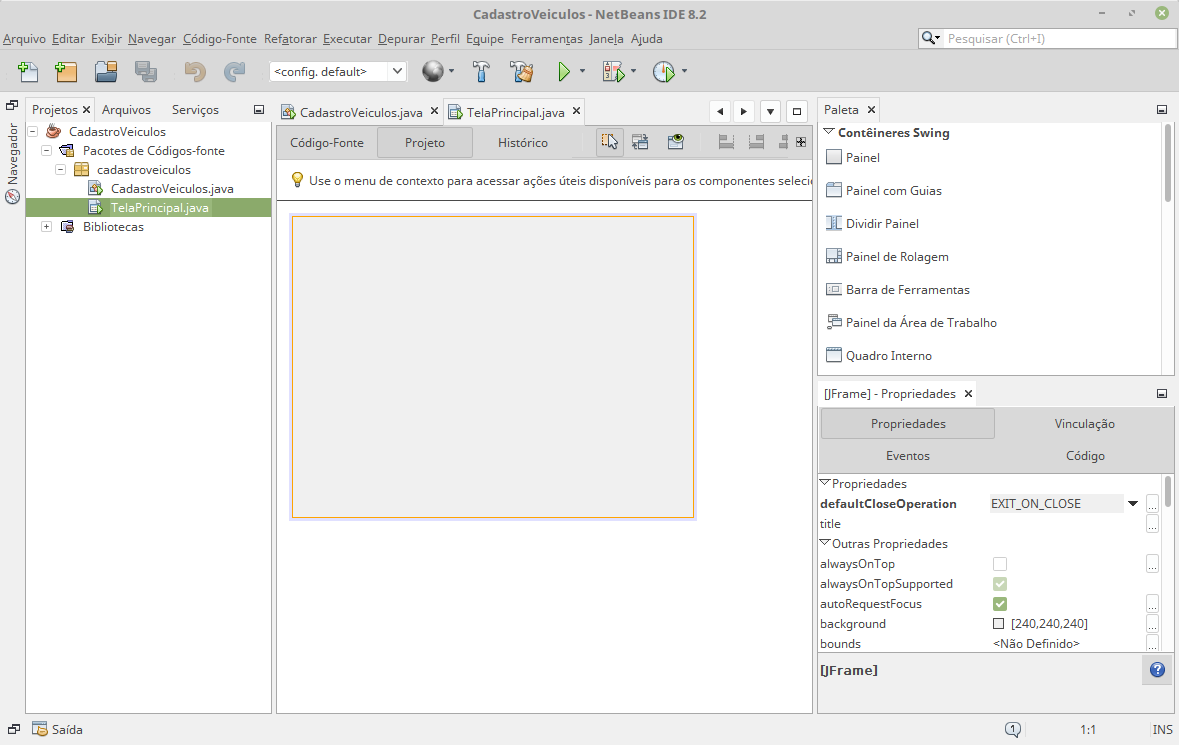 CadastroVeiculos - NetBeans IDE 8.2
Arquivo Editar Exibir Navegar Código-Fonte Refatorar Executar Depurar Perfil Equipe Ferramentas Janela Ajuda
Pesquisar (Ctrl+I)
<config. default>
Navegador
Projetos Arquivos Serviços
CadastroVeiculos
Pacotes de Códigos-fonte
cadastroveiculos
CadastroVeiculos.java
TelaPrincipal.java
Bibliotecas
CadastroVeiculos.java TelaPrincipal.java
Código-Fonte Projeto Histórico
Use o menu de contexto para acessar ações úteis disponíveis para os componentes seleci
Paleta
Contêineres Swing
Painel
Painel com Guias
Dividir Painel
Painel de Rolagem
Barra de Ferramentas
Painel da Área de Trabalho
Quadro Interno
[JFrame] - Propriedades
Propriedades Vinculação
Eventos Código
Propriedades
defaultCloseOperation EXIT_ON_CLOSE ...
title ...
Outras Propriedades
alwaysOnTop ...
alwaysOnTopSupported
autoRequestFocus ...
background [240,240,240] ...
bounds <Não Definido> ...
[JFrame]
?
Saída
1
1:1 INS